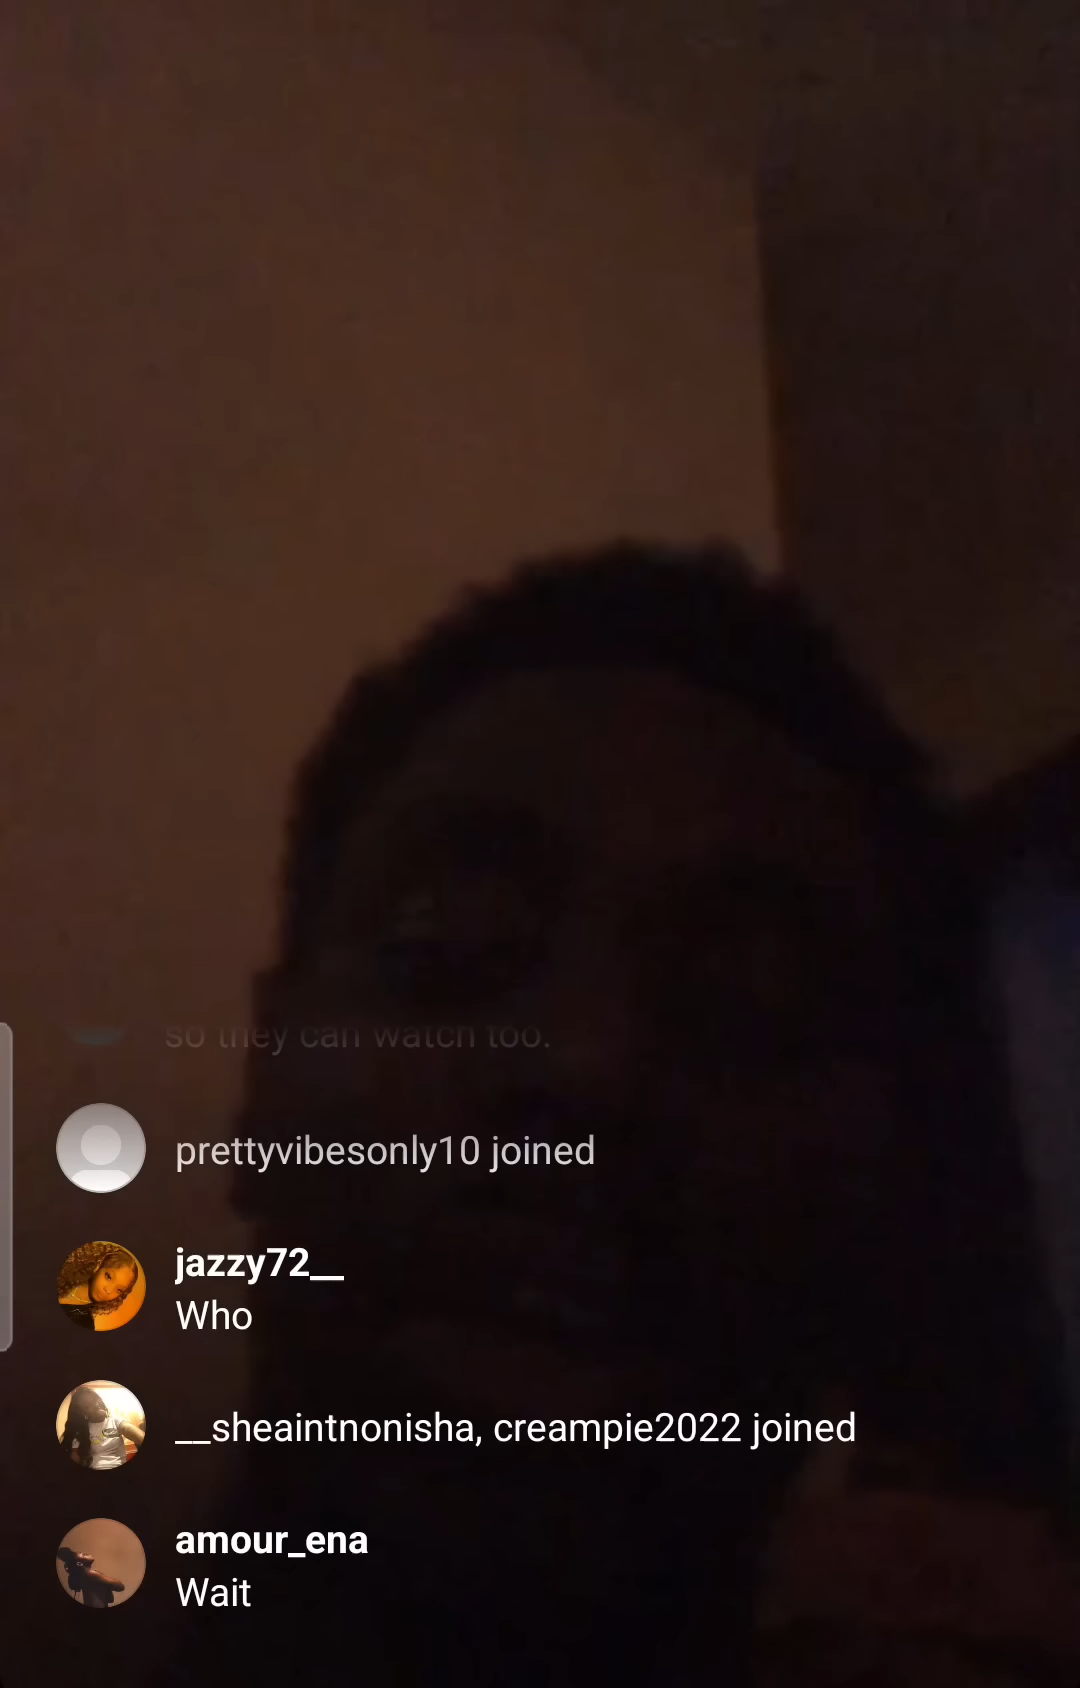 so they can watch too.
prettyvibesonly10 joined
jazzy72__
Who
__sheaintnonisha, creampie2022 joined
amour_ena
Wait